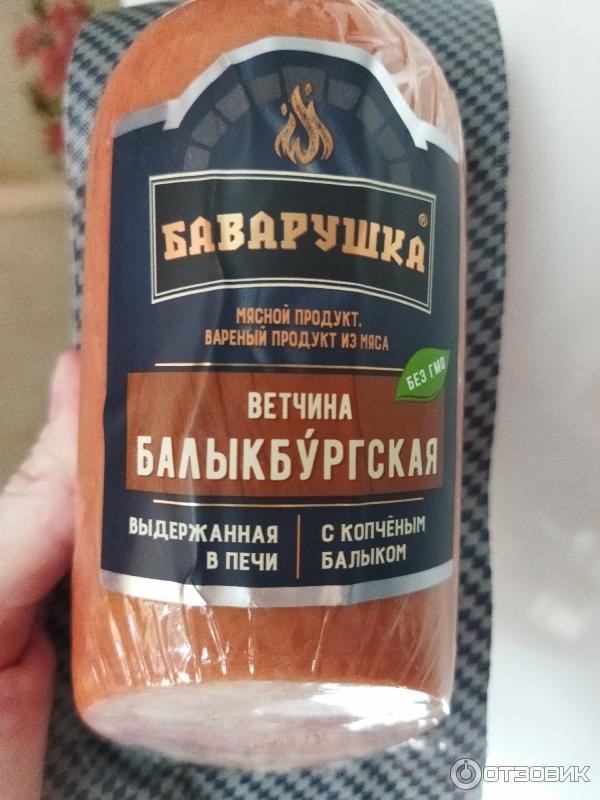 БАВАРУШКА®
МЯСНОЙ ПРОДУКТ.
ВАРЕНЫЙ ПРОДУКТ ИЗ МЯСА
БЕЗ ГМО
ВЕТЧИНА
БАЛЫКБУ́РГСКАЯ
ВЫДЕРЖАННАЯ
В ПЕЧИ
С КОПЧЁНЫМ
БАЛЫКОМ
ОТЗОВИК